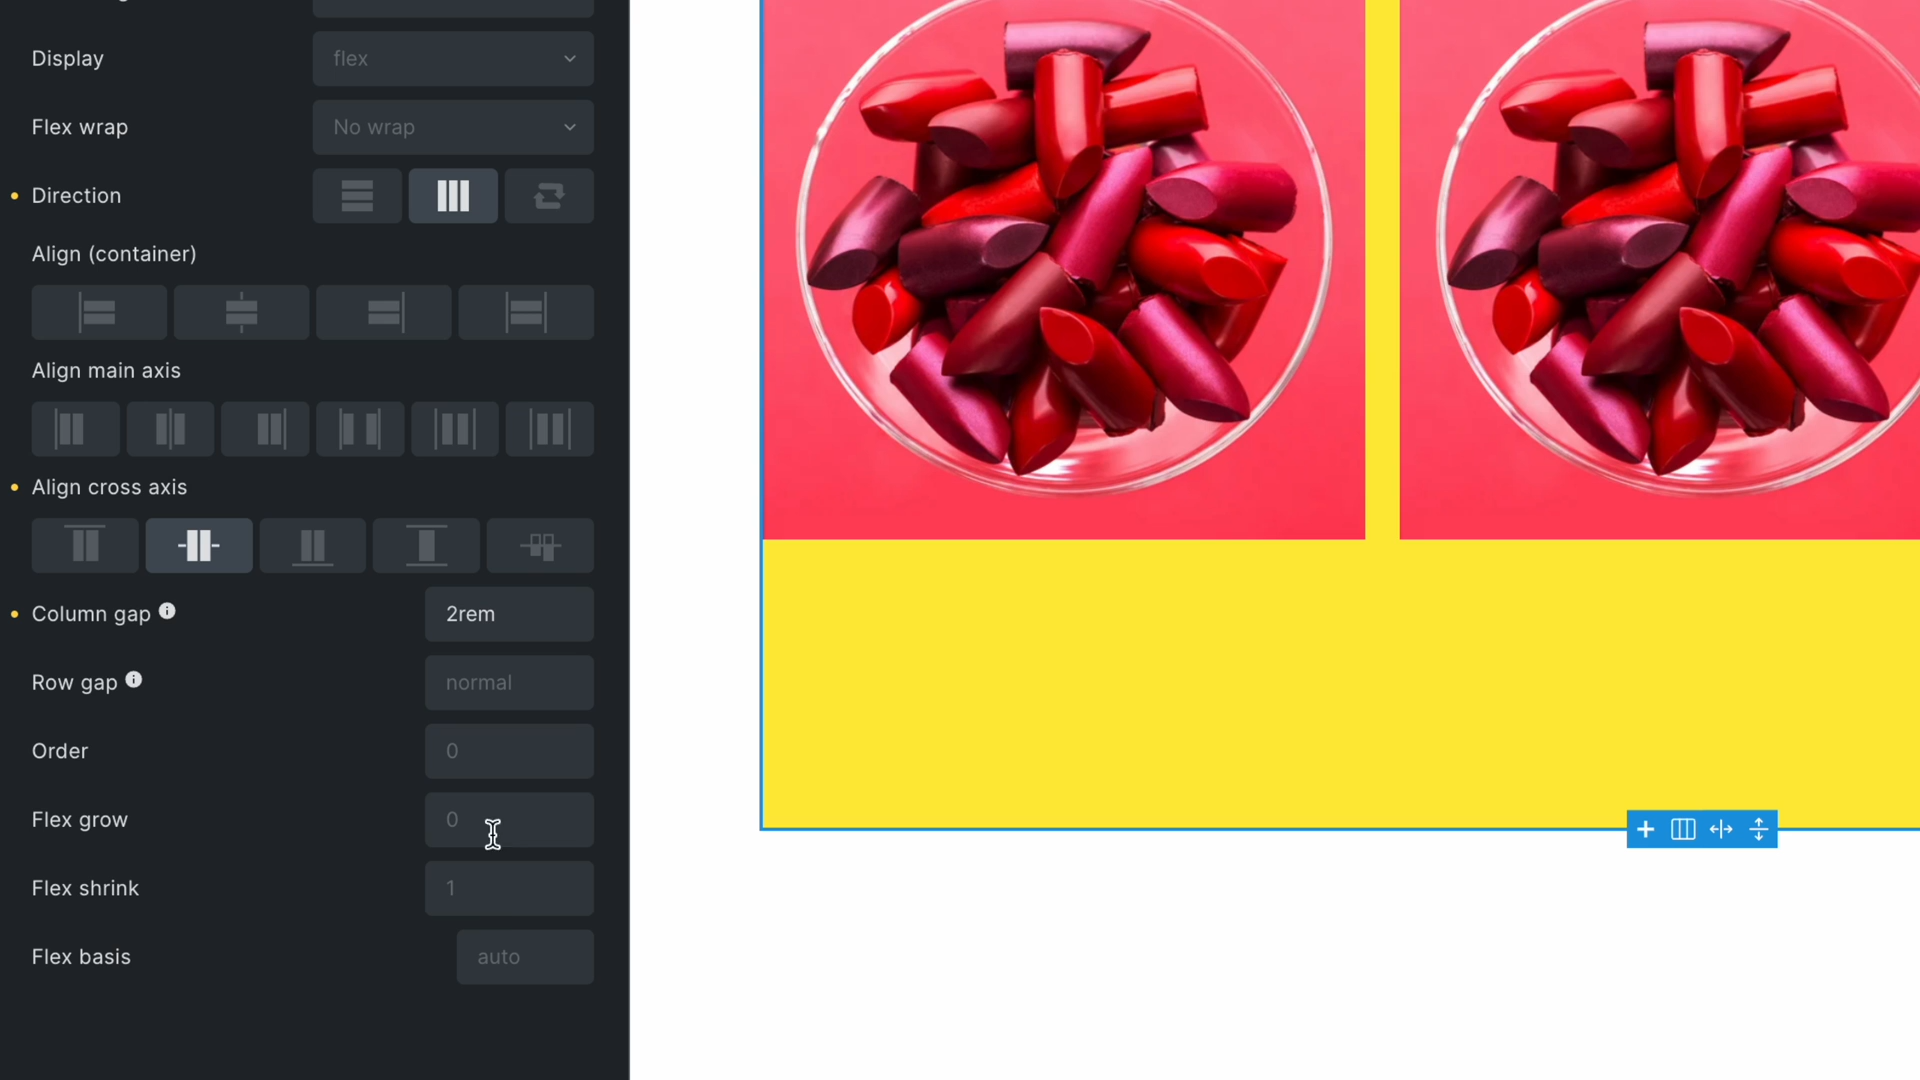 Display
flex
Flex wrap
No wrap
Direction
Align (container)
Align main axis
Align cross axis
Column gap
2rem
Row gap
normal
Order
0
Flex grow
0
Flex shrink
1
Flex basis
auto